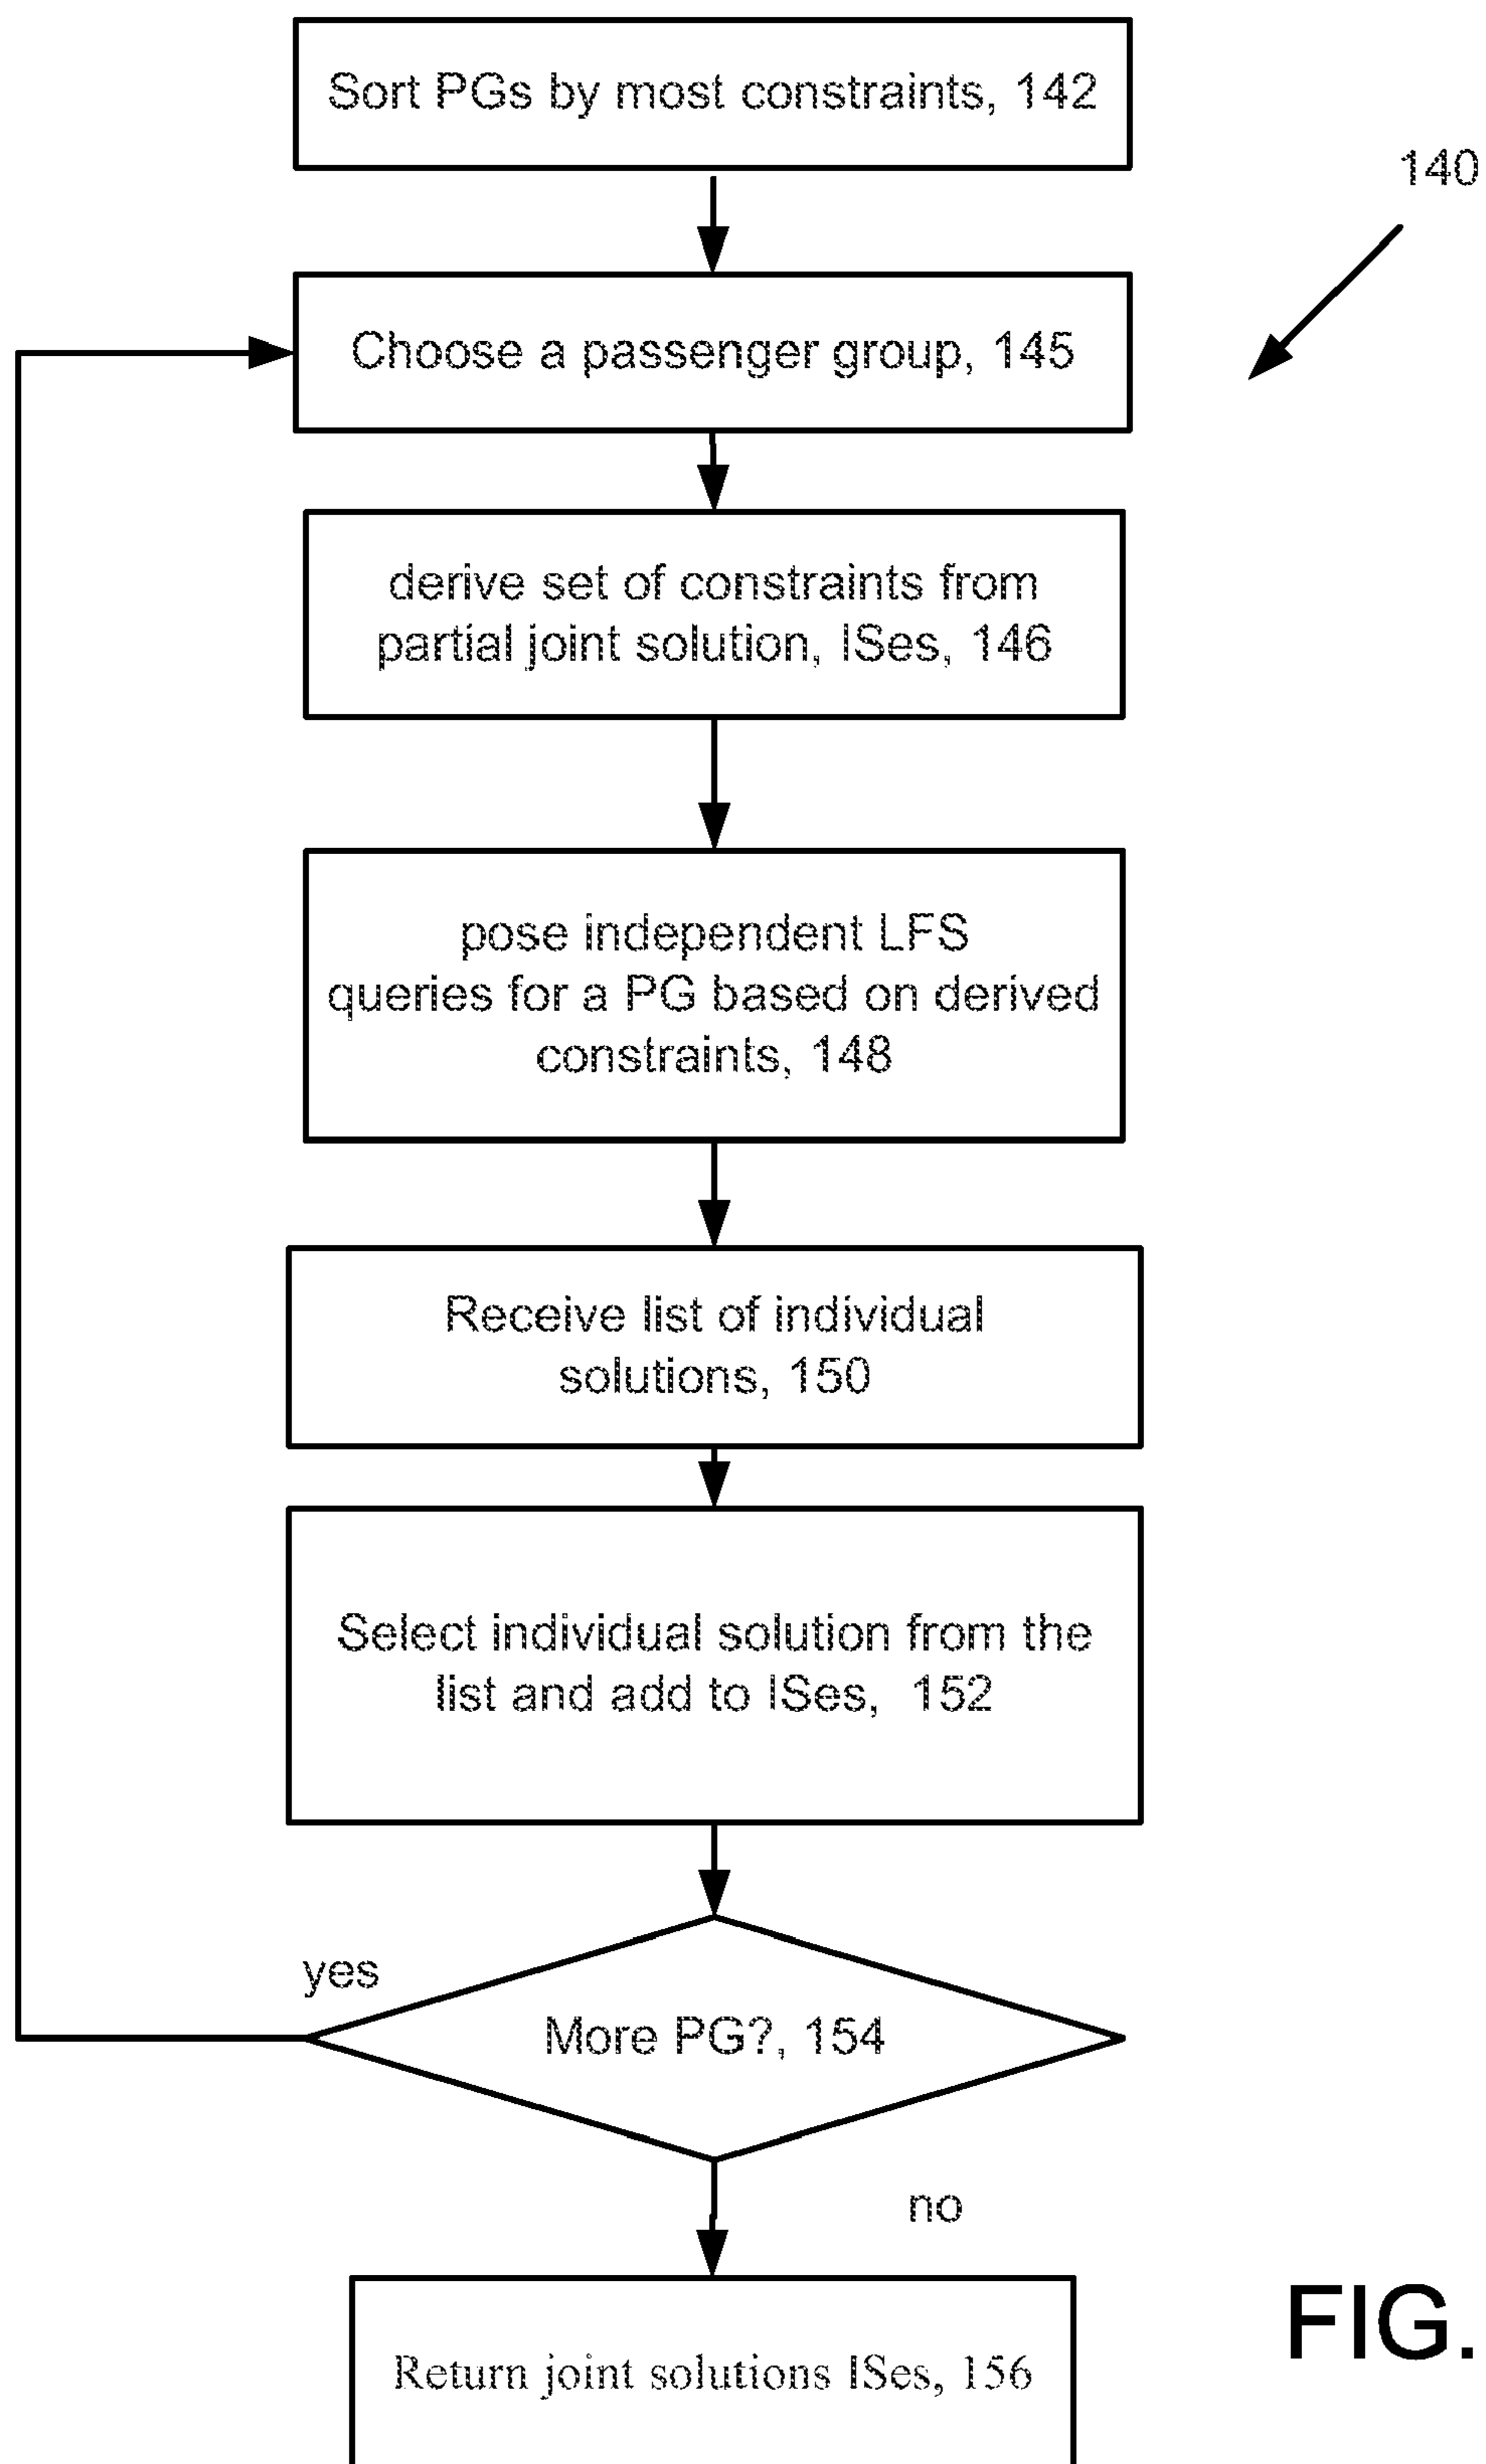 Sort PGs by most constraints, 142
140
Choose a passenger group, 145
derive set of constraints from
partial joint solution, ISes, 146
pose independent LFS
queries for a PG based on derived
constraints, 148
Receive list of individual
solutions, 150
Select individual solution from the
list and add to ISes, 152
yes
More PG?, 154
no
FIG.
Return joint solutions ISes, 156